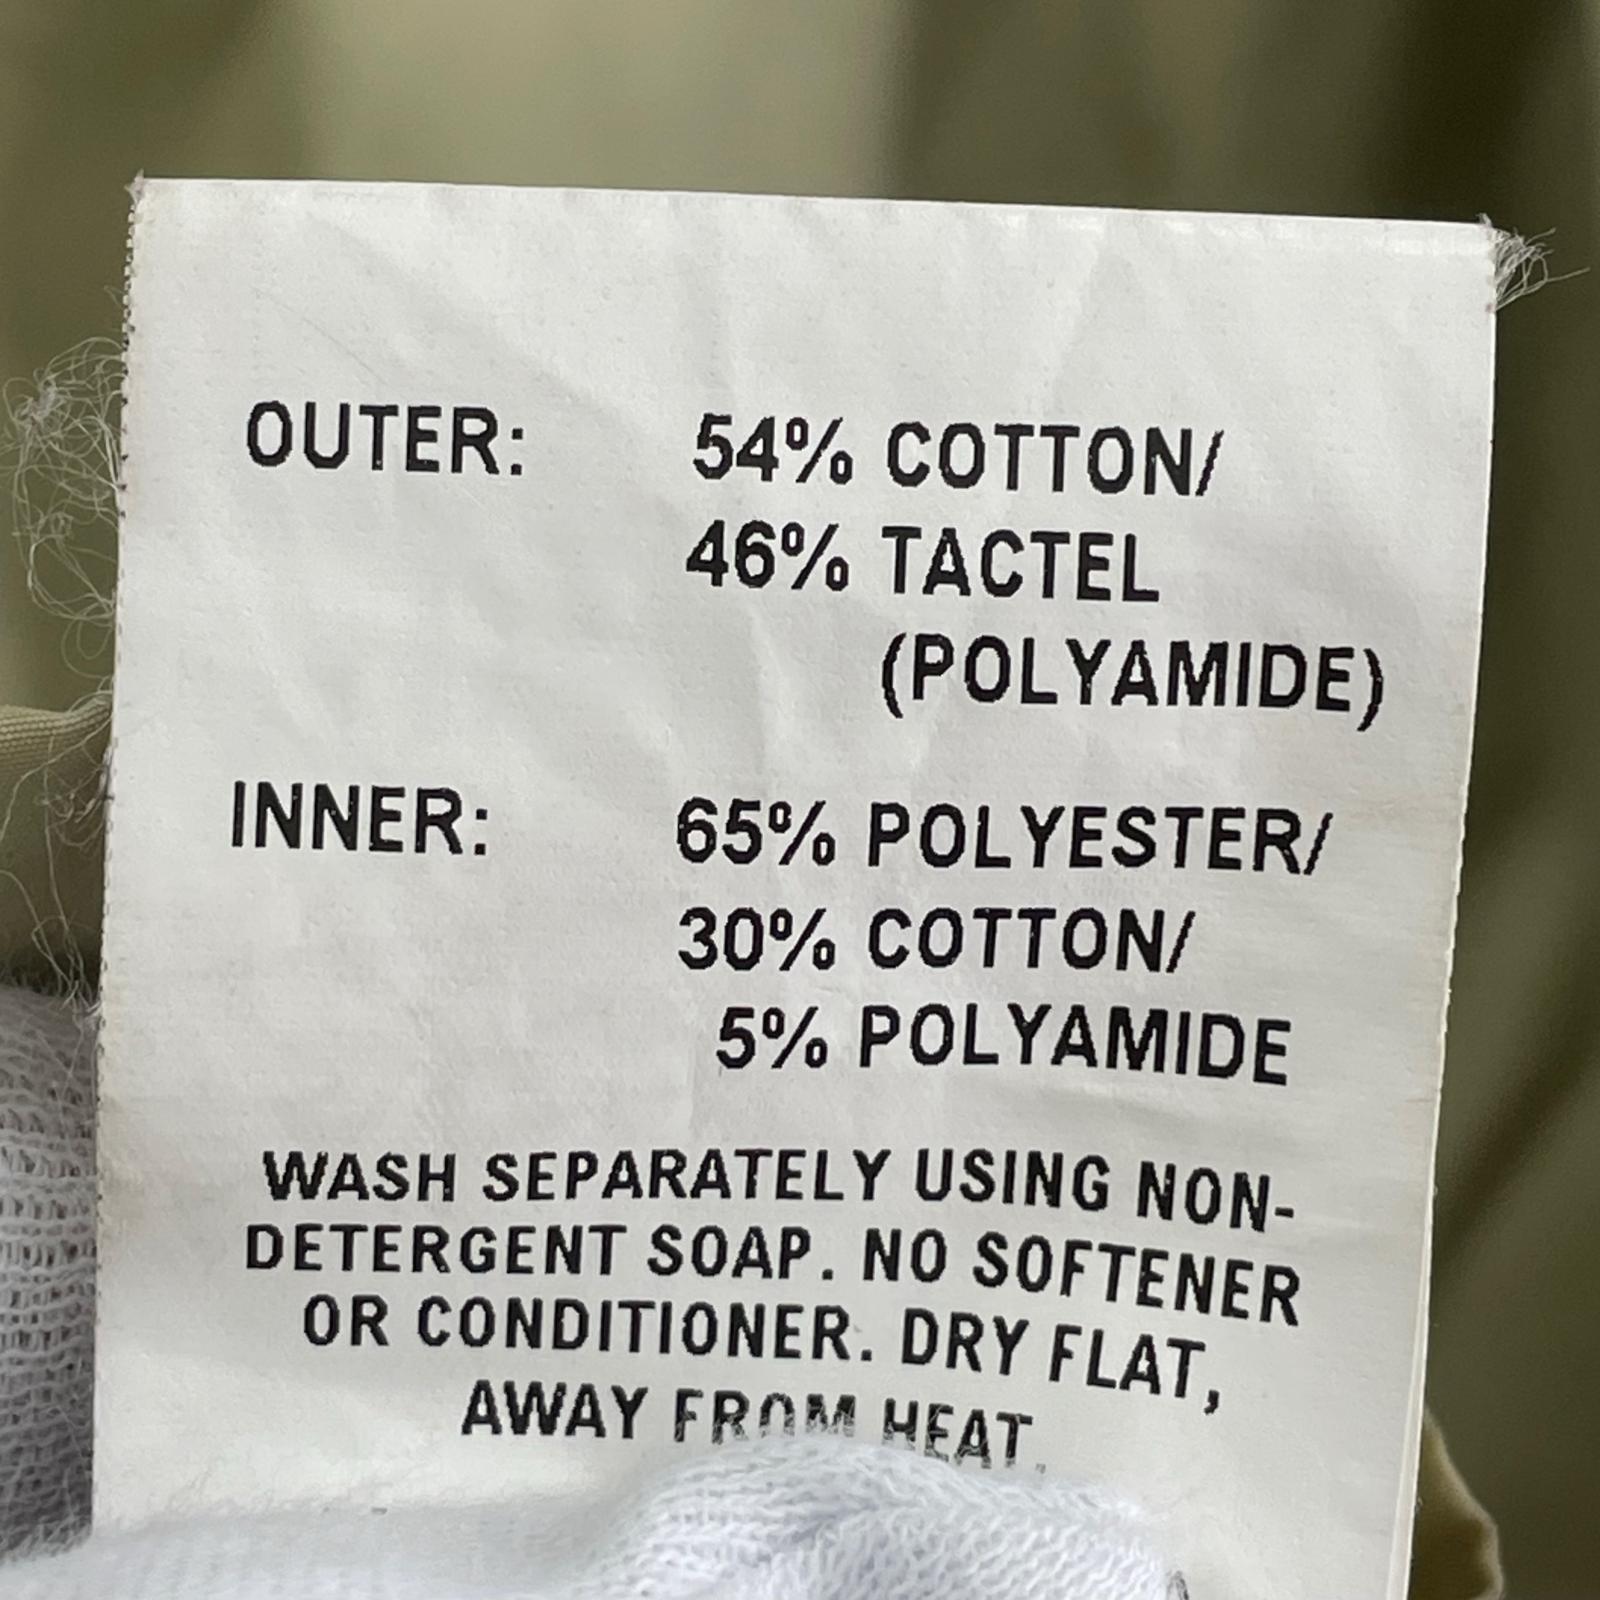 OUTER: 54% COTTON/
46% TACTEL
(POLYAMIDE)
INNER: 65% POLYESTER/
30% COTTON/
5% POLYAMIDE
WASH SEPARATELY USING NON-
DETERGENT SOAP. NO SOFTENER
OR CONDITIONER. DRY FLAT,
AWAY FROM HEAT.